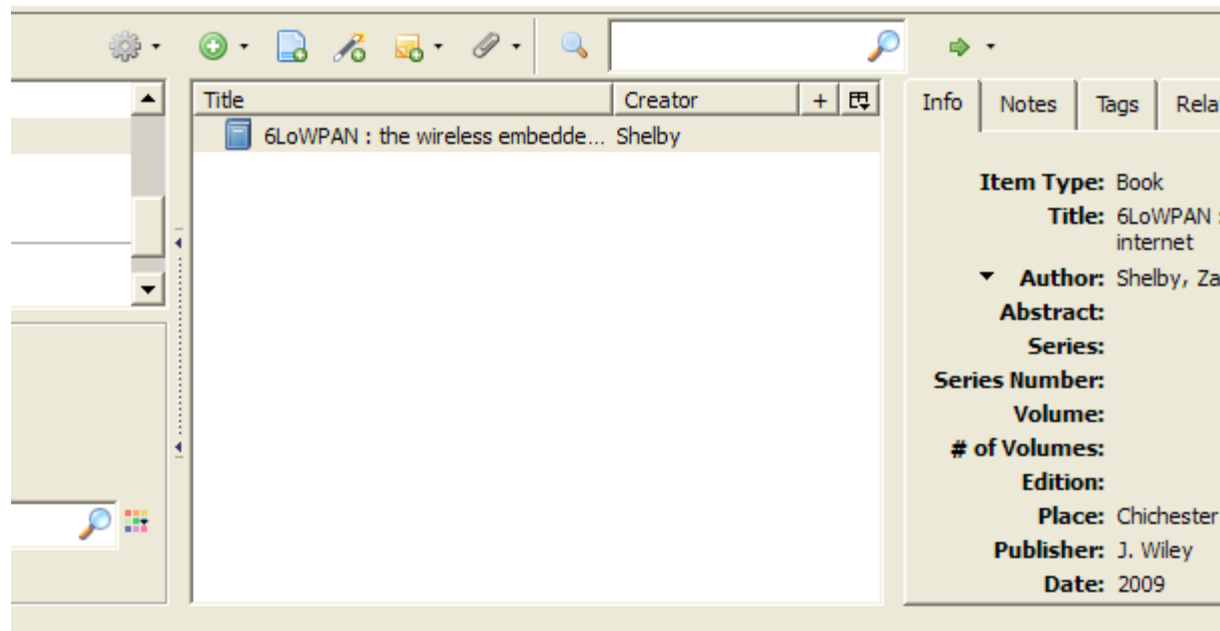 Title Creator +
6LoWPAN : the wireless embedde... Shelby
Info Notes Tags Rela
Item Type: Book
Title: 6LoWPAN :
internet
Author: Shelby, Za
Abstract:
Series:
Series Number:
Volume:
# of Volumes:
Edition:
Place: Chichester
Publisher: J. Wiley
Date: 2009